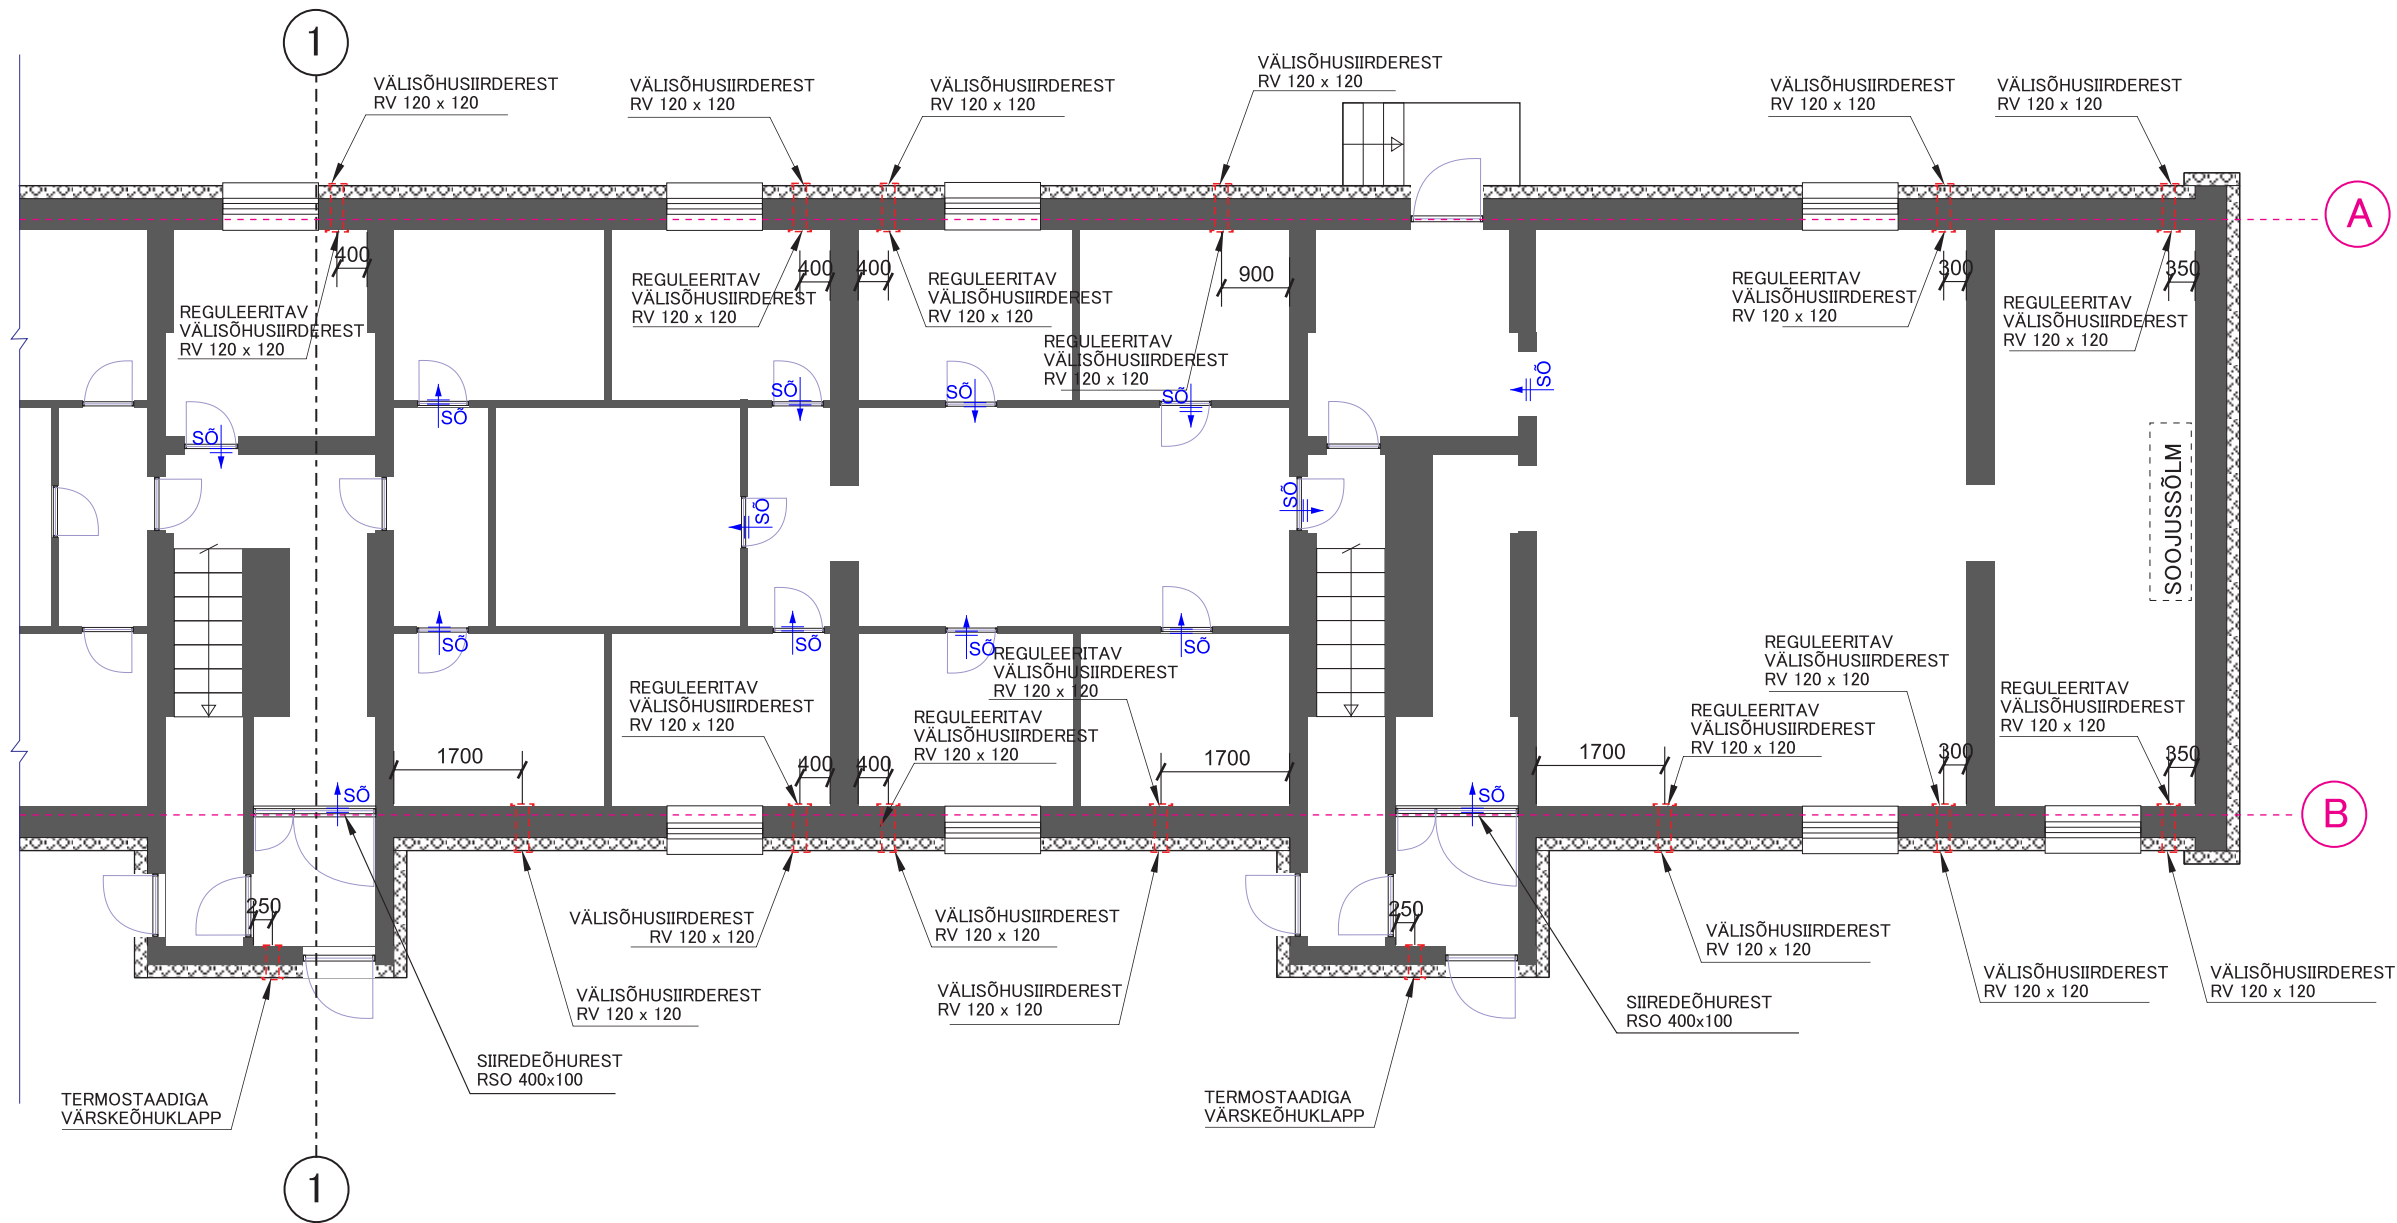 1
VÄLISÕHUSIIRDEREST
RV 120 x 120
VÄLISÕHUSIIRDEREST
RV 120 x 120
VÄLISÕHUSIIRDEREST
RV 120 x 120
VÄLISÕHUSIIRDEREST
RV 120 x 120
VÄLISÕHUSIIRDEREST
RV 120 x 120
VÄLISÕHUSIIRDEREST
RV 120 x 120
A
400
400
400
900
300
350
REGULEERITAV
VÄLISÕHUSIIRDEREST
RV 120 x 120
REGULEERITAV
VÄLISÕHUSIIRDEREST
RV 120 x 120
REGULEERITAV
VÄLISÕHUSIIRDEREST
RV 120 x 120
REGULEERITAV
VÄLISÕHUSIIRDEREST
RV 120 x 120
REGULEERITAV
VÄLISÕHUSIIRDEREST
RV 120 x 120
REGULEERITAV
VÄLISÕHUSIIRDEREST
RV 120 x 120
SÕ
SÕ
SÕ
SÕ
SÕ
SÕ
SÕ
SÕ
SOOJUSSÕLM
SÕ
SÕ
SÕ
SÕ
REGULEERITAV
VÄLISÕHUSIIRDEREST
RV 120 x 120
REGULEERITAV
VÄLISÕHUSIIRDEREST
RV 120 x 120
REGULEERITAV
VÄLISÕHUSIIRDEREST
RV 120 x 120
REGULEERITAV
VÄLISÕHUSIIRDEREST
RV 120 x 120
REGULEERITAV
VÄLISÕHUSIIRDEREST
RV 120 x 120
REGULEERITAV
VÄLISÕHUSIIRDEREST
RV 120 x 120
1700
400
400
1700
1700
300
350
SÕ
SÕ
B
250
250
VÄLISÕHUSIIRDEREST
RV 120 x 120
VÄLISÕHUSIIRDEREST
RV 120 x 120
VÄLISÕHUSIIRDEREST
RV 120 x 120
VÄLISÕHUSIIRDEREST
RV 120 x 120
VÄLISÕHUSIIRDEREST
RV 120 x 120
VÄLISÕHUSIIRDEREST
RV 120 x 120
VÄLISÕHUSIIRDEREST
RV 120 x 120
SIIREDEÕHUREST
RSO 400x100
SIIREDEÕHUREST
RSO 400x100
TERMOSTAADIGA
VÄRSKEÕHUKLAPP
TERMOSTAADIGA
VÄRSKEÕHUKLAPP
1